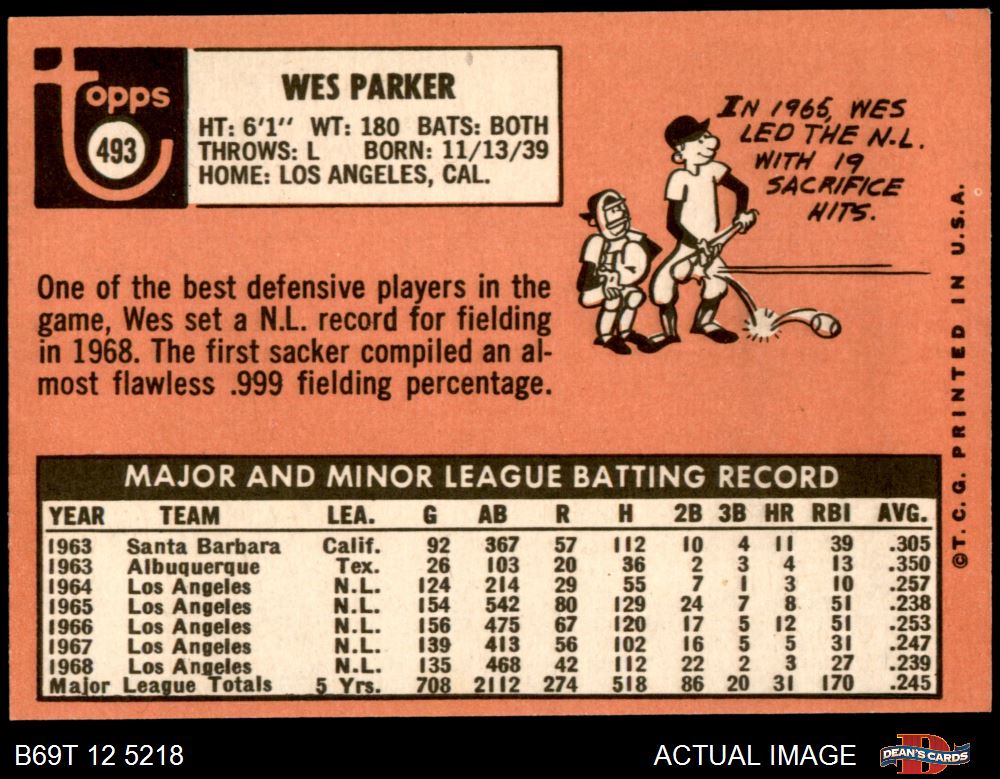 Topps
493
WES PARKER
HT: 6'1" WT: 180 BATS: BOTH
THROWS: L BORN: 11/13/39
HOME: LOS ANGELES, CAL.
IN 1965, WES
LED THE N.L.
WITH 19
SACRIFICE
HITS.
One of the best defensive players in the
game, Wes set a N.L. record for fielding
in 1968. The first sacker compiled an al-
most flawless .999 fielding percentage.
MAJOR AND MINOR LEAGUE BATTING RECORD
YEAR TEAM LEA. G AB R H 2B 3B HR RBI AVG.
1963 Santa Barbara Calif. 92 367 57 112 10 4 11 39 .305
1963 Albuquerque Tex. 26 103 20 36 2 3 4 13 .350
1964 Los Angeles N.L. 124 214 29 55 7 1 3 10 .257
1965 Los Angeles N.L. 154 542 80 129 24 7 8 51 .238
1966 Los Angeles N.L. 156 475 67 120 17 5 12 51 .253
1967 Los Angeles N.L. 139 413 56 102 16 5 5 31 .247
1968 Los Angeles N.L. 135 468 42 112 22 2 3 27 .239
Major League Totals 5 Yrs. 708 2112 274 518 86 20 31 170 .245
©T. C. G. PRINTED IN U.S.A.
B69T 12 5218
ACTUAL IMAGE
DEAN'S CARDS